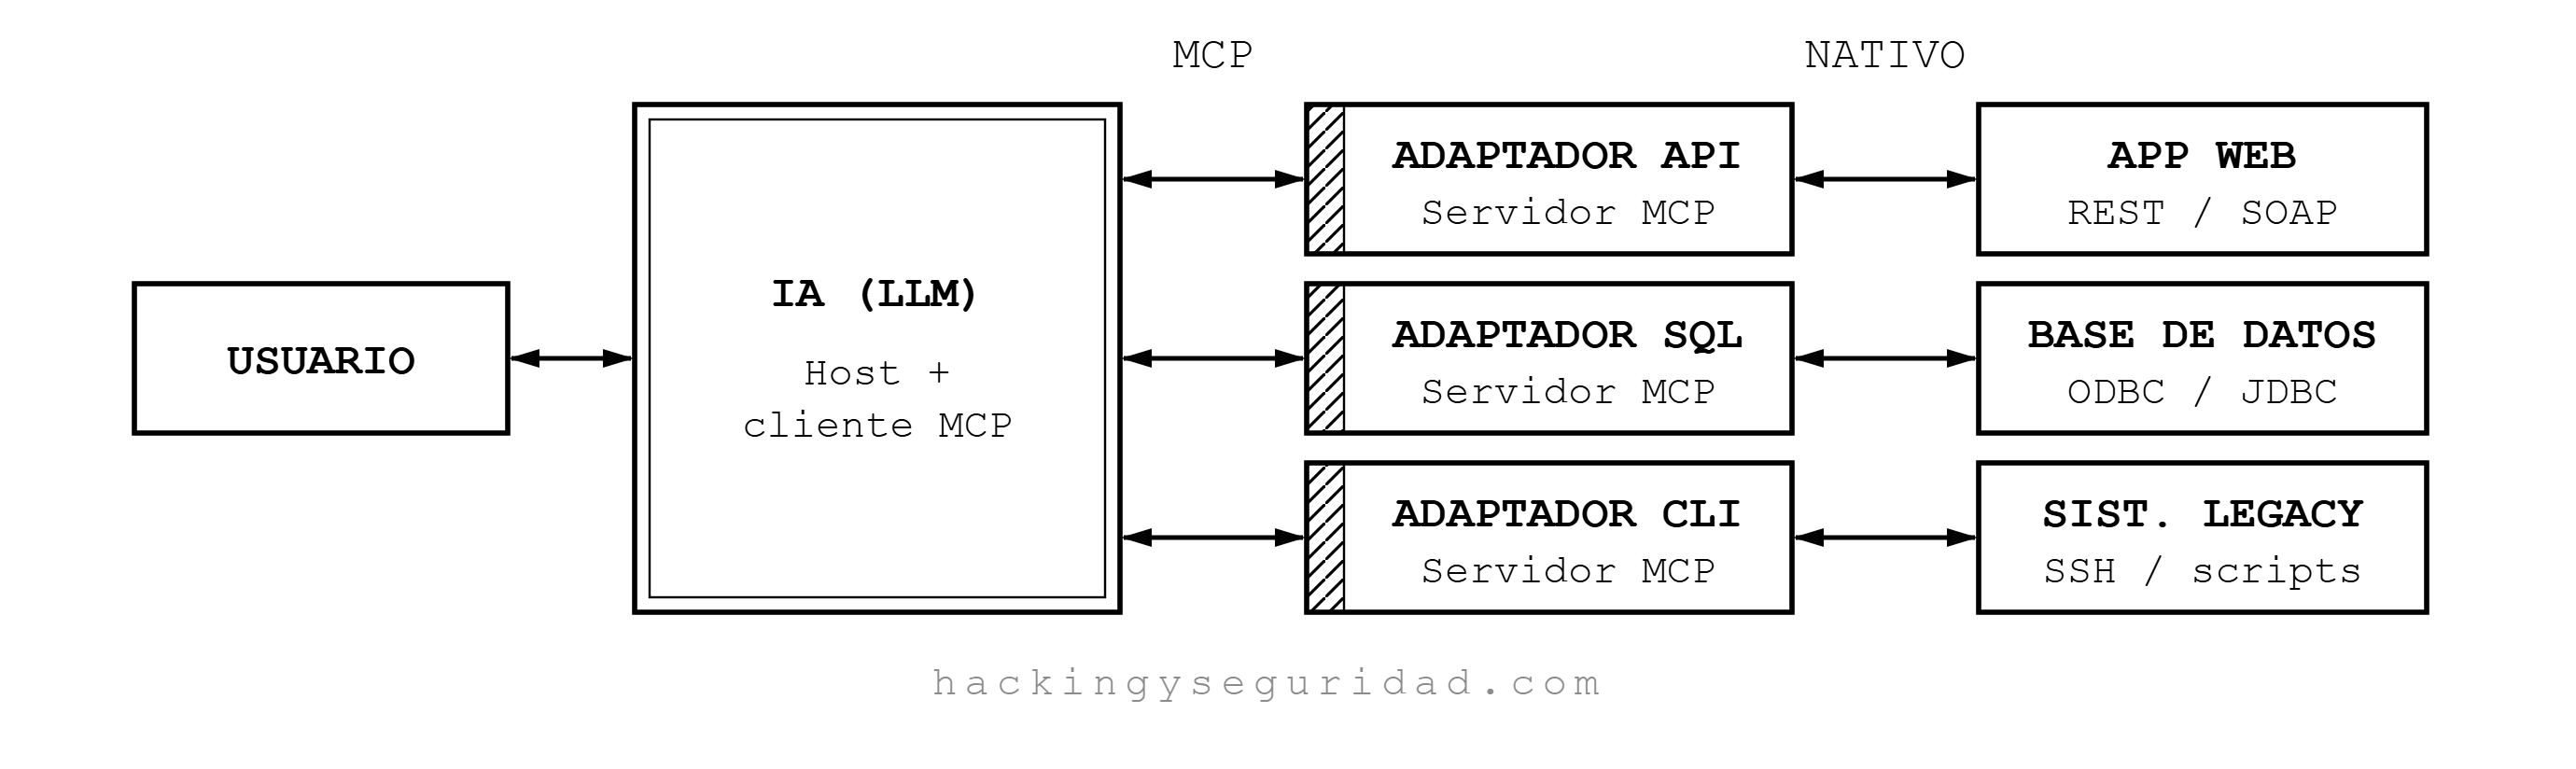 MCP
NATIVO
USUARIO
IA (LLM)
Host +
cliente MCP
ADAPTADOR API
Servidor MCP
APP WEB
REST / SOAP
ADAPTADOR SQL
Servidor MCP
BASE DE DATOS
ODBC / JDBC
ADAPTADOR CLI
Servidor MCP
SIST. LEGACY
SSH / scripts
hackingyseguridad.com